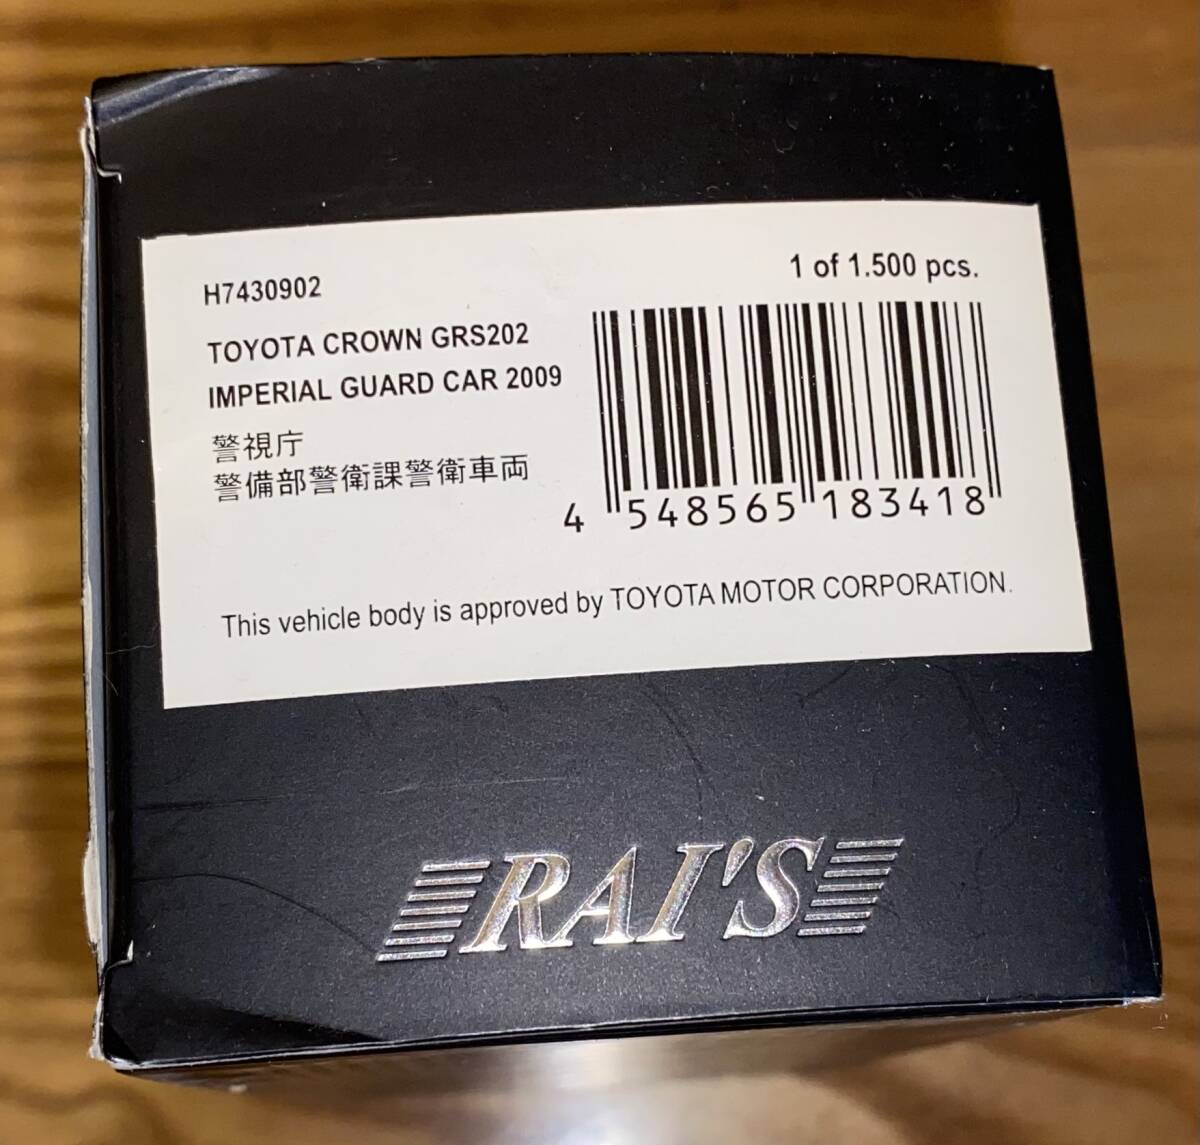 H7430902
1 of 1.500 pcs.
TOYOTA CROWN GRS202
IMPERIAL GUARD CAR 2009
警視庁
警備部警衛課警衛車両
4 548565 183418
This vehicle body is approved by TOYOTA MOTOR CORPORATION.
RAI'S